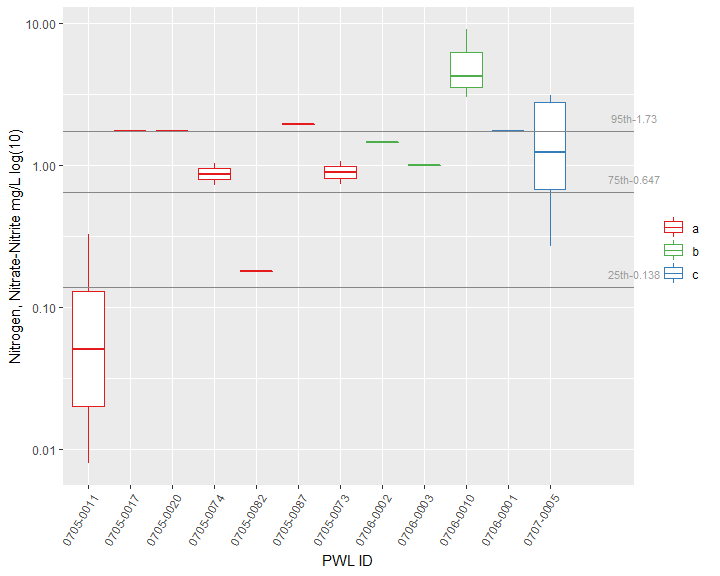 Nitrogen, Nitrate-Nitrite mg/L log(10)
10.00
1.00
0.10
0.01
95th-1.73
75th-0.647
25th-0.138
a
b
c
0705-0011
0705-0017
0705-0020
0705-0074
0705-0082
0705-0087
0705-0073
0706-0002
0706-0003
0706-0010
0706-0001
0707-0005
PWL ID